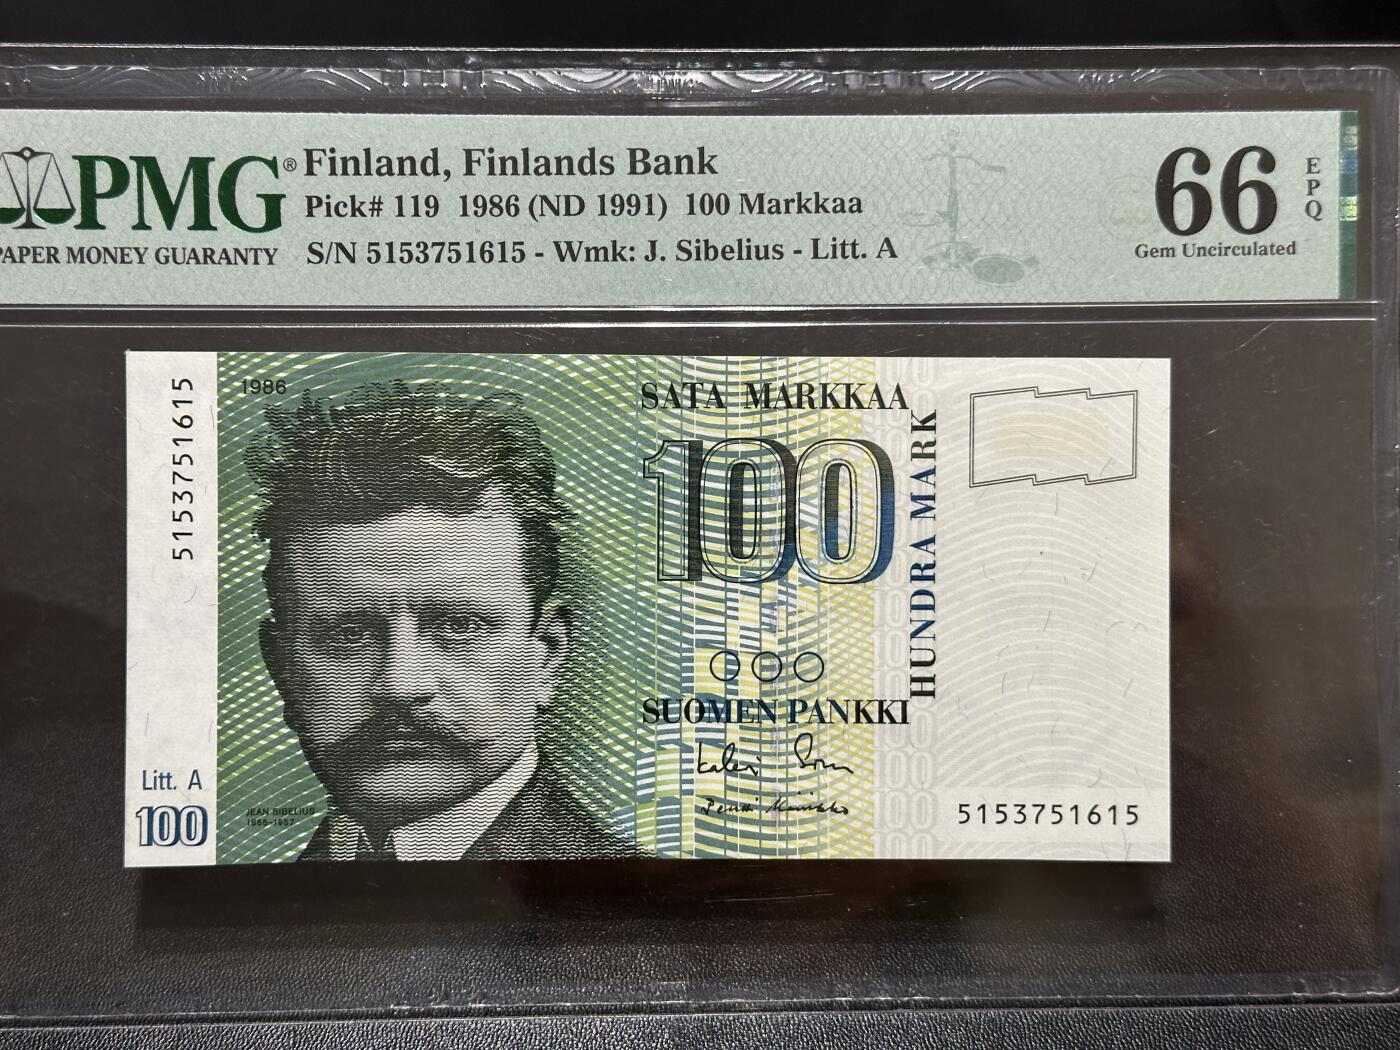 PMG®
PAPER MONEY GUARANTY
Finland, Finlands Bank
Pick# 119 1986 (ND 1991) 100 Markkaa
S/N 5153751615 - Wmk: J. Sibelius - Litt. A
66
EPQ
Gem Uncirculated
5153751615
1986
SATA MARKKAA
100
HUNDRA MARK
SUOMEN PANKKI
Litt. A
100
JEAN SIBELIUS
1865-1957
5153751615